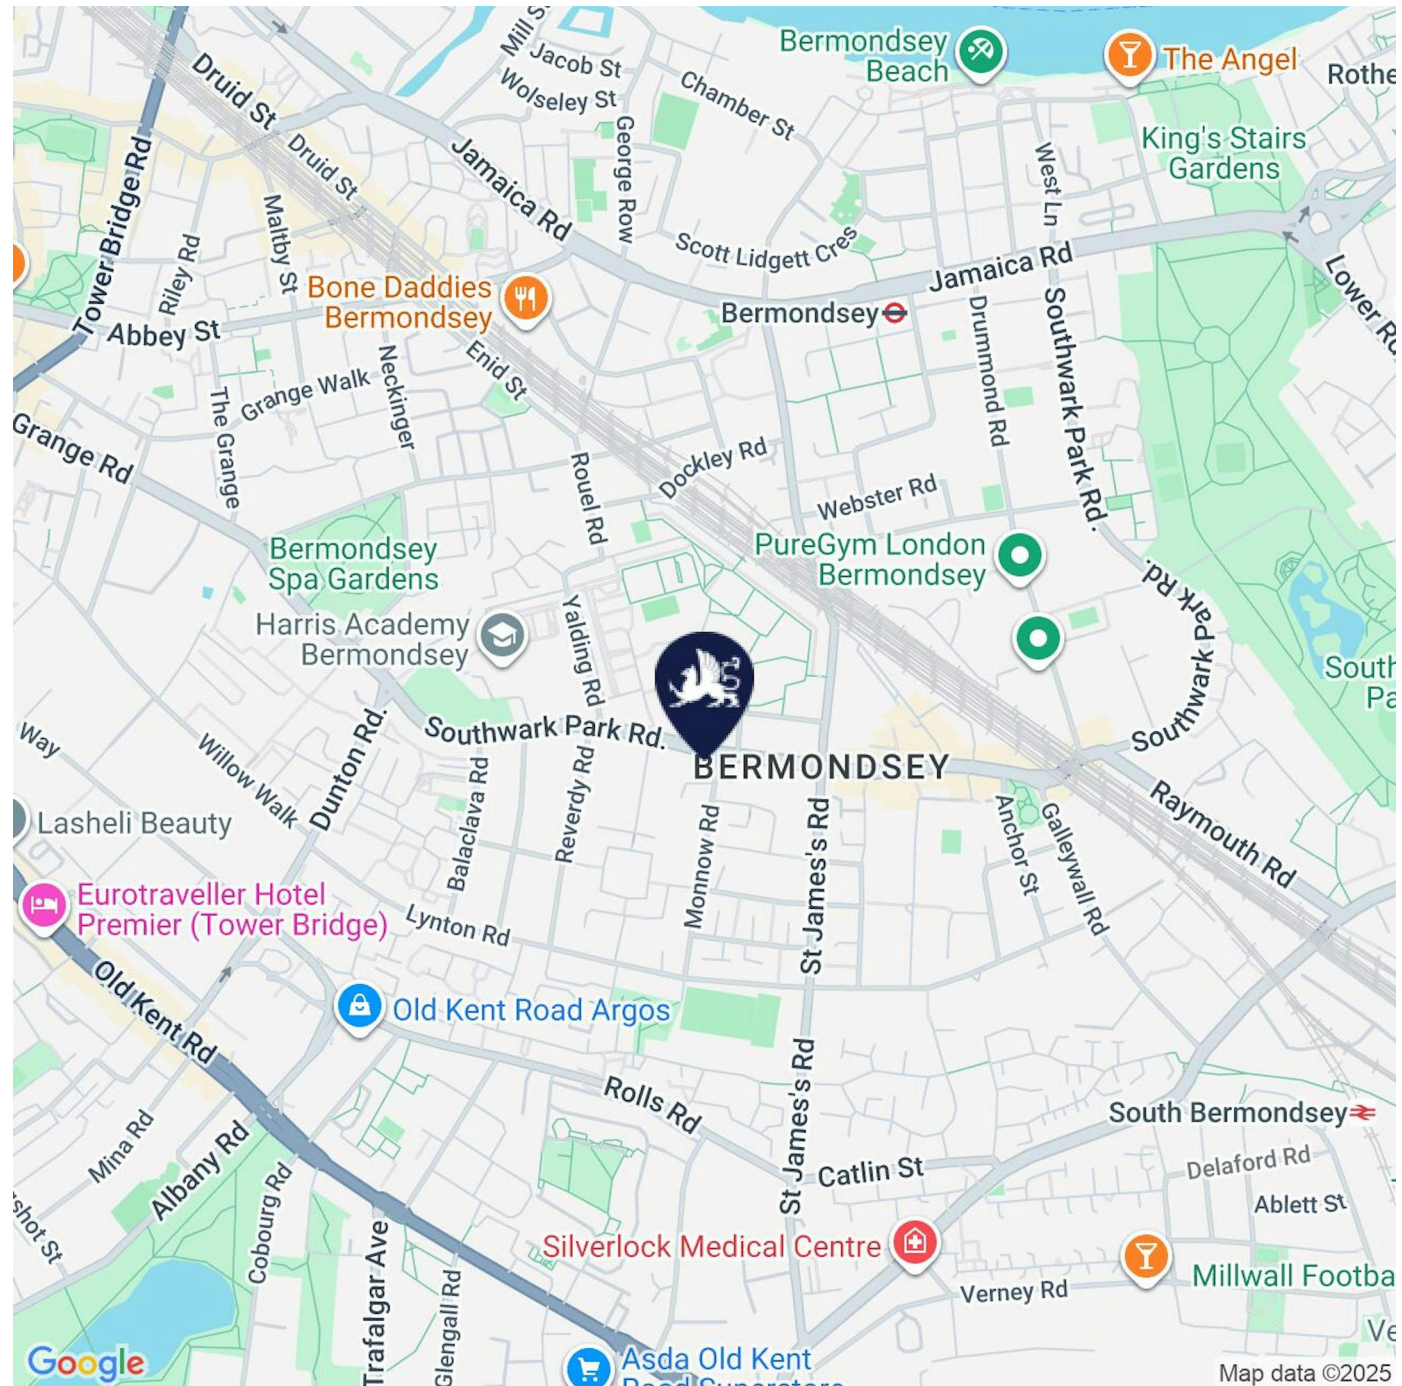 Mill S
Jacob St
Wolseley St
Chamber St
Bermondsey
Beach
The Angel
Rothe
Druid St
Druid St
George Row
Jamaica Rd
King's Stairs
Gardens
West Ln
Tower Bridge Rd
Maltby St
Riley Rd
Scott Lidgett Cres
Jamaica Rd
Lower Rd
Bone Daddies
Bermondsey
Bermondsey
Abbey St
Enid St
Neckinger
Drummond Rd
Southwark Park Rd.
Grange Walk
The Grange
Grange Rd
Rouel Rd
Dockley Rd
Webster Rd
Bermondsey
Spa Gardens
PureGym London
Bermondsey
Southwark Park Rd.
Harris Academy
Bermondsey
Yalding Rd
South
Pa
Southwark Park Rd.
Southwark
BERMONDSEY
Way
Willow Walk
Dunton Rd.
Balaclava Rd
Reverdy Rd
Monnow Rd
St James's Rd
Anchor St
Galleywall Rd
Raymouth Rd
Lasheli Beauty
Eurotraveller Hotel
Premier (Tower Bridge)
Lynton Rd
Old Kent Rd
Old Kent Road Argos
St James's Rd
Rolls Rd
South Bermondsey
Mina Rd
Albany Rd
Catlin St
Delaford Rd
Ablett St
shot St
Cobourg Rd
Trafalgar Ave
Glengall Rd
Silverlock Medical Centre
Verney Rd
Millwall Footba
Ve
Google
Asda Old Kent
Road Superstore
Map data ©2025